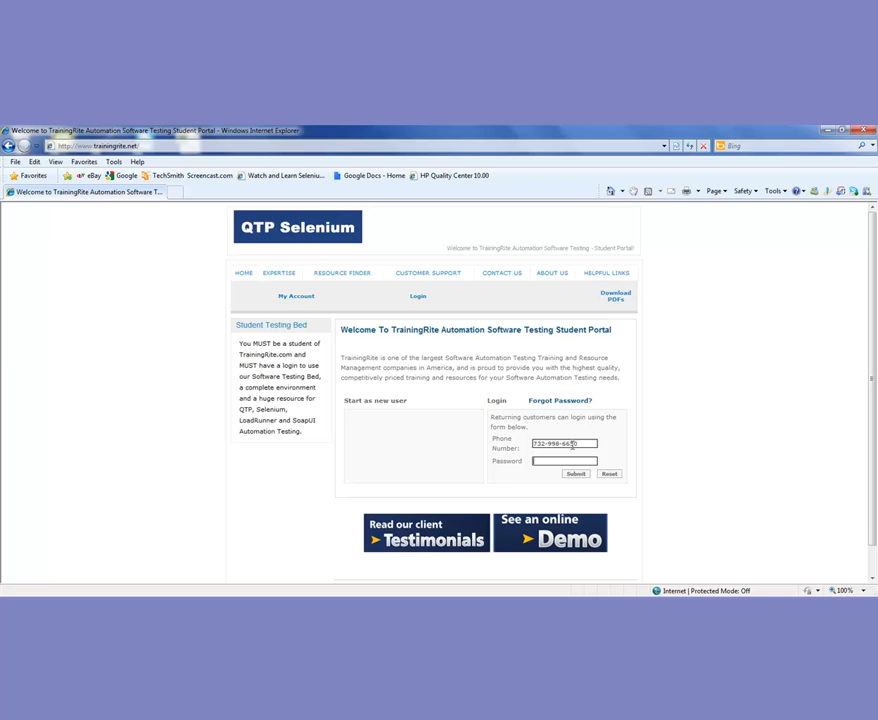 Welcome to TrainingRite Automation Software Testing Student Portal - Windows Internet Explorer
http://www.trainingrite.net/
Bing
File Edit View Favorites Tools Help
Favorites eBay Google TechSmith Screencast.com Watch and Learn Seleniu... Google Docs - Home HP Quality Center 10.00
Welcome to TrainingRite Automation Software T...
Page Safety Tools
QTP Selenium
Welcome to TrainingRite Automation Software Testing - Student Portal!
HOME EXPERTISE RESOURCE FINDER CUSTOMER SUPPORT CONTACT US ABOUT US HELPFUL LINKS
My Account Login Download
PDFs
Student Testing Bed
You MUST be a student of
TrainingRite.com and
MUST have a login to use
our Software Testing Bed,
a complete environment
and a huge resource for
QTP, Selenium,
LoadRunner and SoapUI
Automation Testing.
Welcome To TrainingRite Automation Software Testing Student Portal
TrainingRite is one of the largest Software Automation Testing Training and Resource
Management companies in America, and is proud to provide you with the highest quality,
competitively priced training and resources for your Software Automation Testing needs.
Start as new user Login Forgot Password?
Returning customers can login using the
form below.
Phone
Number:
Password
Submit Reset
Read our client
Testimonials
See an online
Demo
Internet | Protected Mode: Off 100%